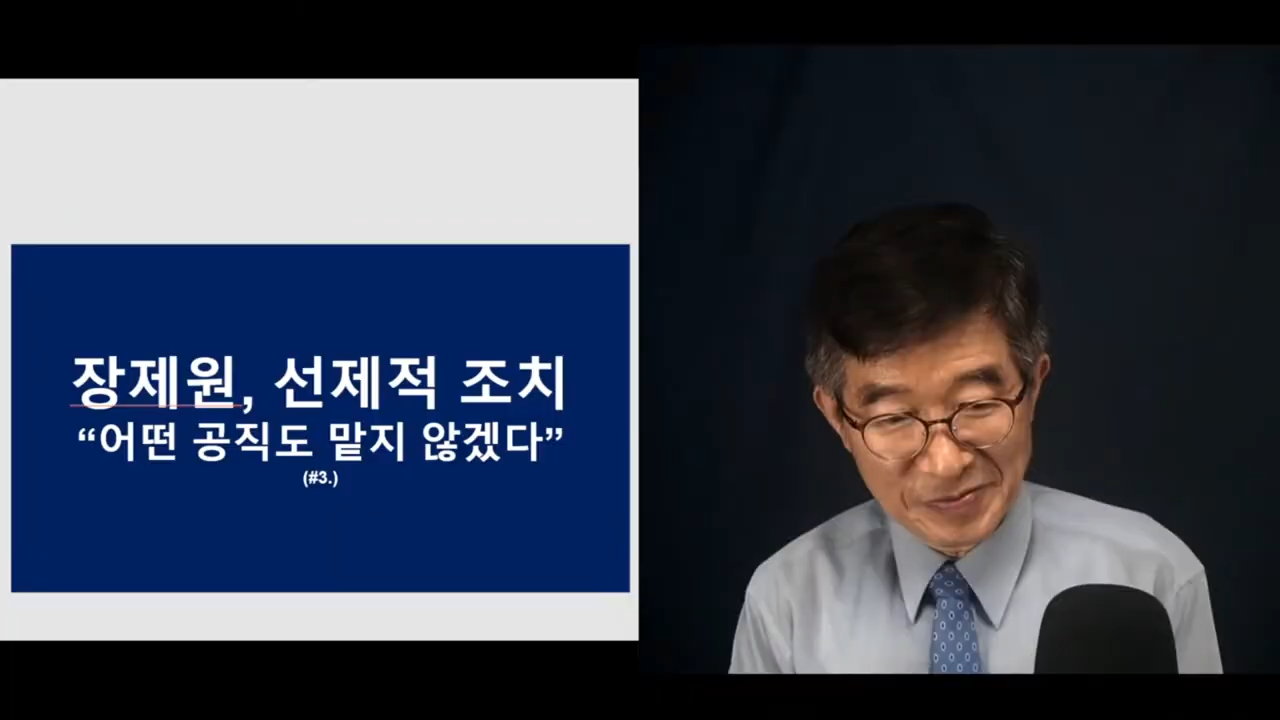 장제원, 선제적 조치
“어떤 공직도 맡지 않겠다”
(#3.)